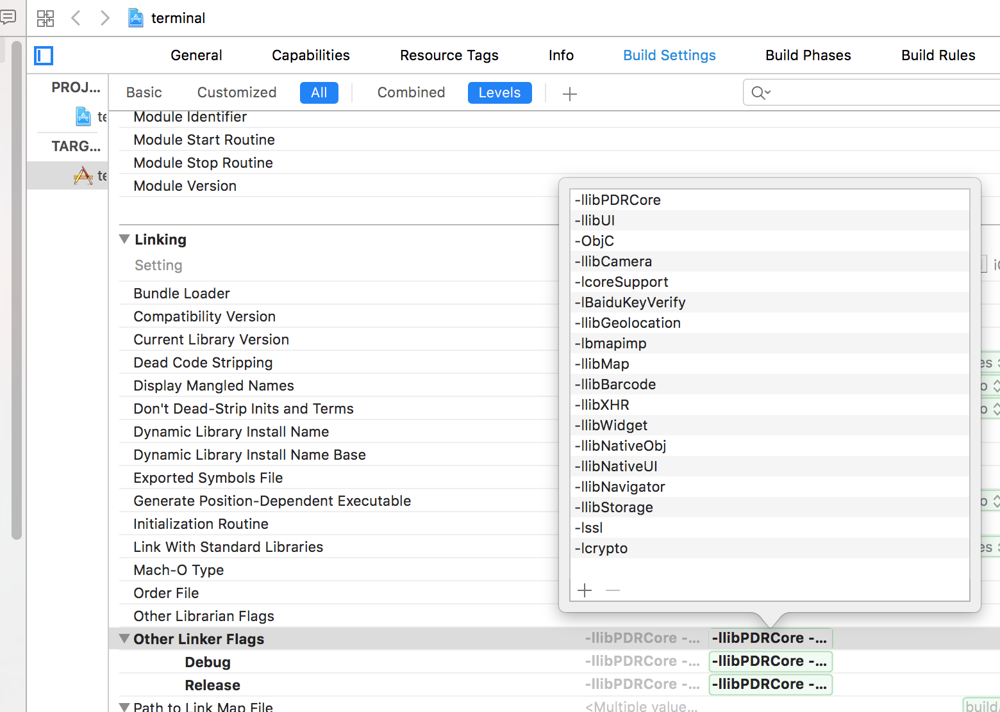 terminal
General Capabilities Resource Tags Info Build Settings Build Phases Build Rules
PROJ...
Basic Customized All Combined Levels
TARG...
Module Identifier
Module Start Routine
Module Stop Routine
Module Version
Linking
Setting
Bundle Loader
Compatibility Version
Current Library Version
Dead Code Stripping
Display Mangled Names
Don't Dead-Strip Inits and Terms
Dynamic Library Install Name
Dynamic Library Install Name Base
Exported Symbols File
Generate Position-Dependent Executable
Initialization Routine
Link With Standard Libraries
Mach-O Type
Order File
Other Librarian Flags
-llibPDRCore
-llibUI
-ObjC
-llibCamera
-lcoreSupport
-lBaiduKeyVerify
-llibGeolocation
-lbmapimp
-llibMap
-llibBarcode
-llibXHR
-llibWidget
-llibNativeObj
-llibNativeUI
-llibNavigator
-llibStorage
-lssl
-lcrypto
Other Linker Flags -llibPDRCore -... -llibPDRCore -...
Debug -llibPDRCore -... -llibPDRCore -...
Release -llibPDRCore -... -llibPDRCore -...
Path to Link Map File <Multiple value... build